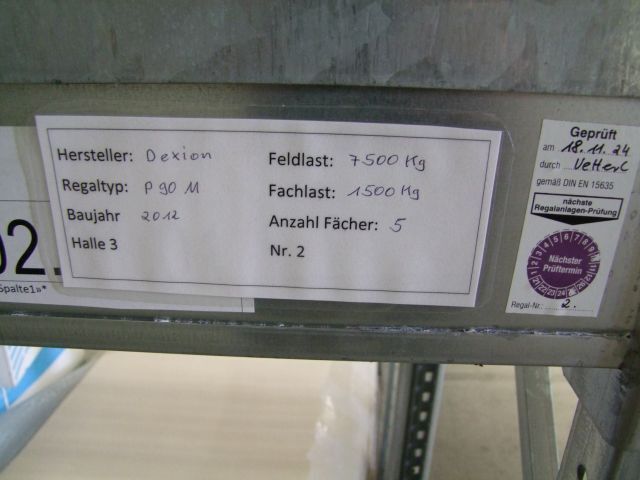 Hersteller: Dexion
Regaltyp: P 90 M
Baujahr 2012
Halle 3
Feldlast: 7500 Kg
Fachlast: 1500 Kg
Anzahl Fächer: 5
Nr. 2
02
Spalte1»*
Geprüft
am 18.11.24
durch
gemäß DIN EN 15635
nächste
Regalanlagen-Prüfung
Nächster
Prüftermin
Regal-Nr.: 2.